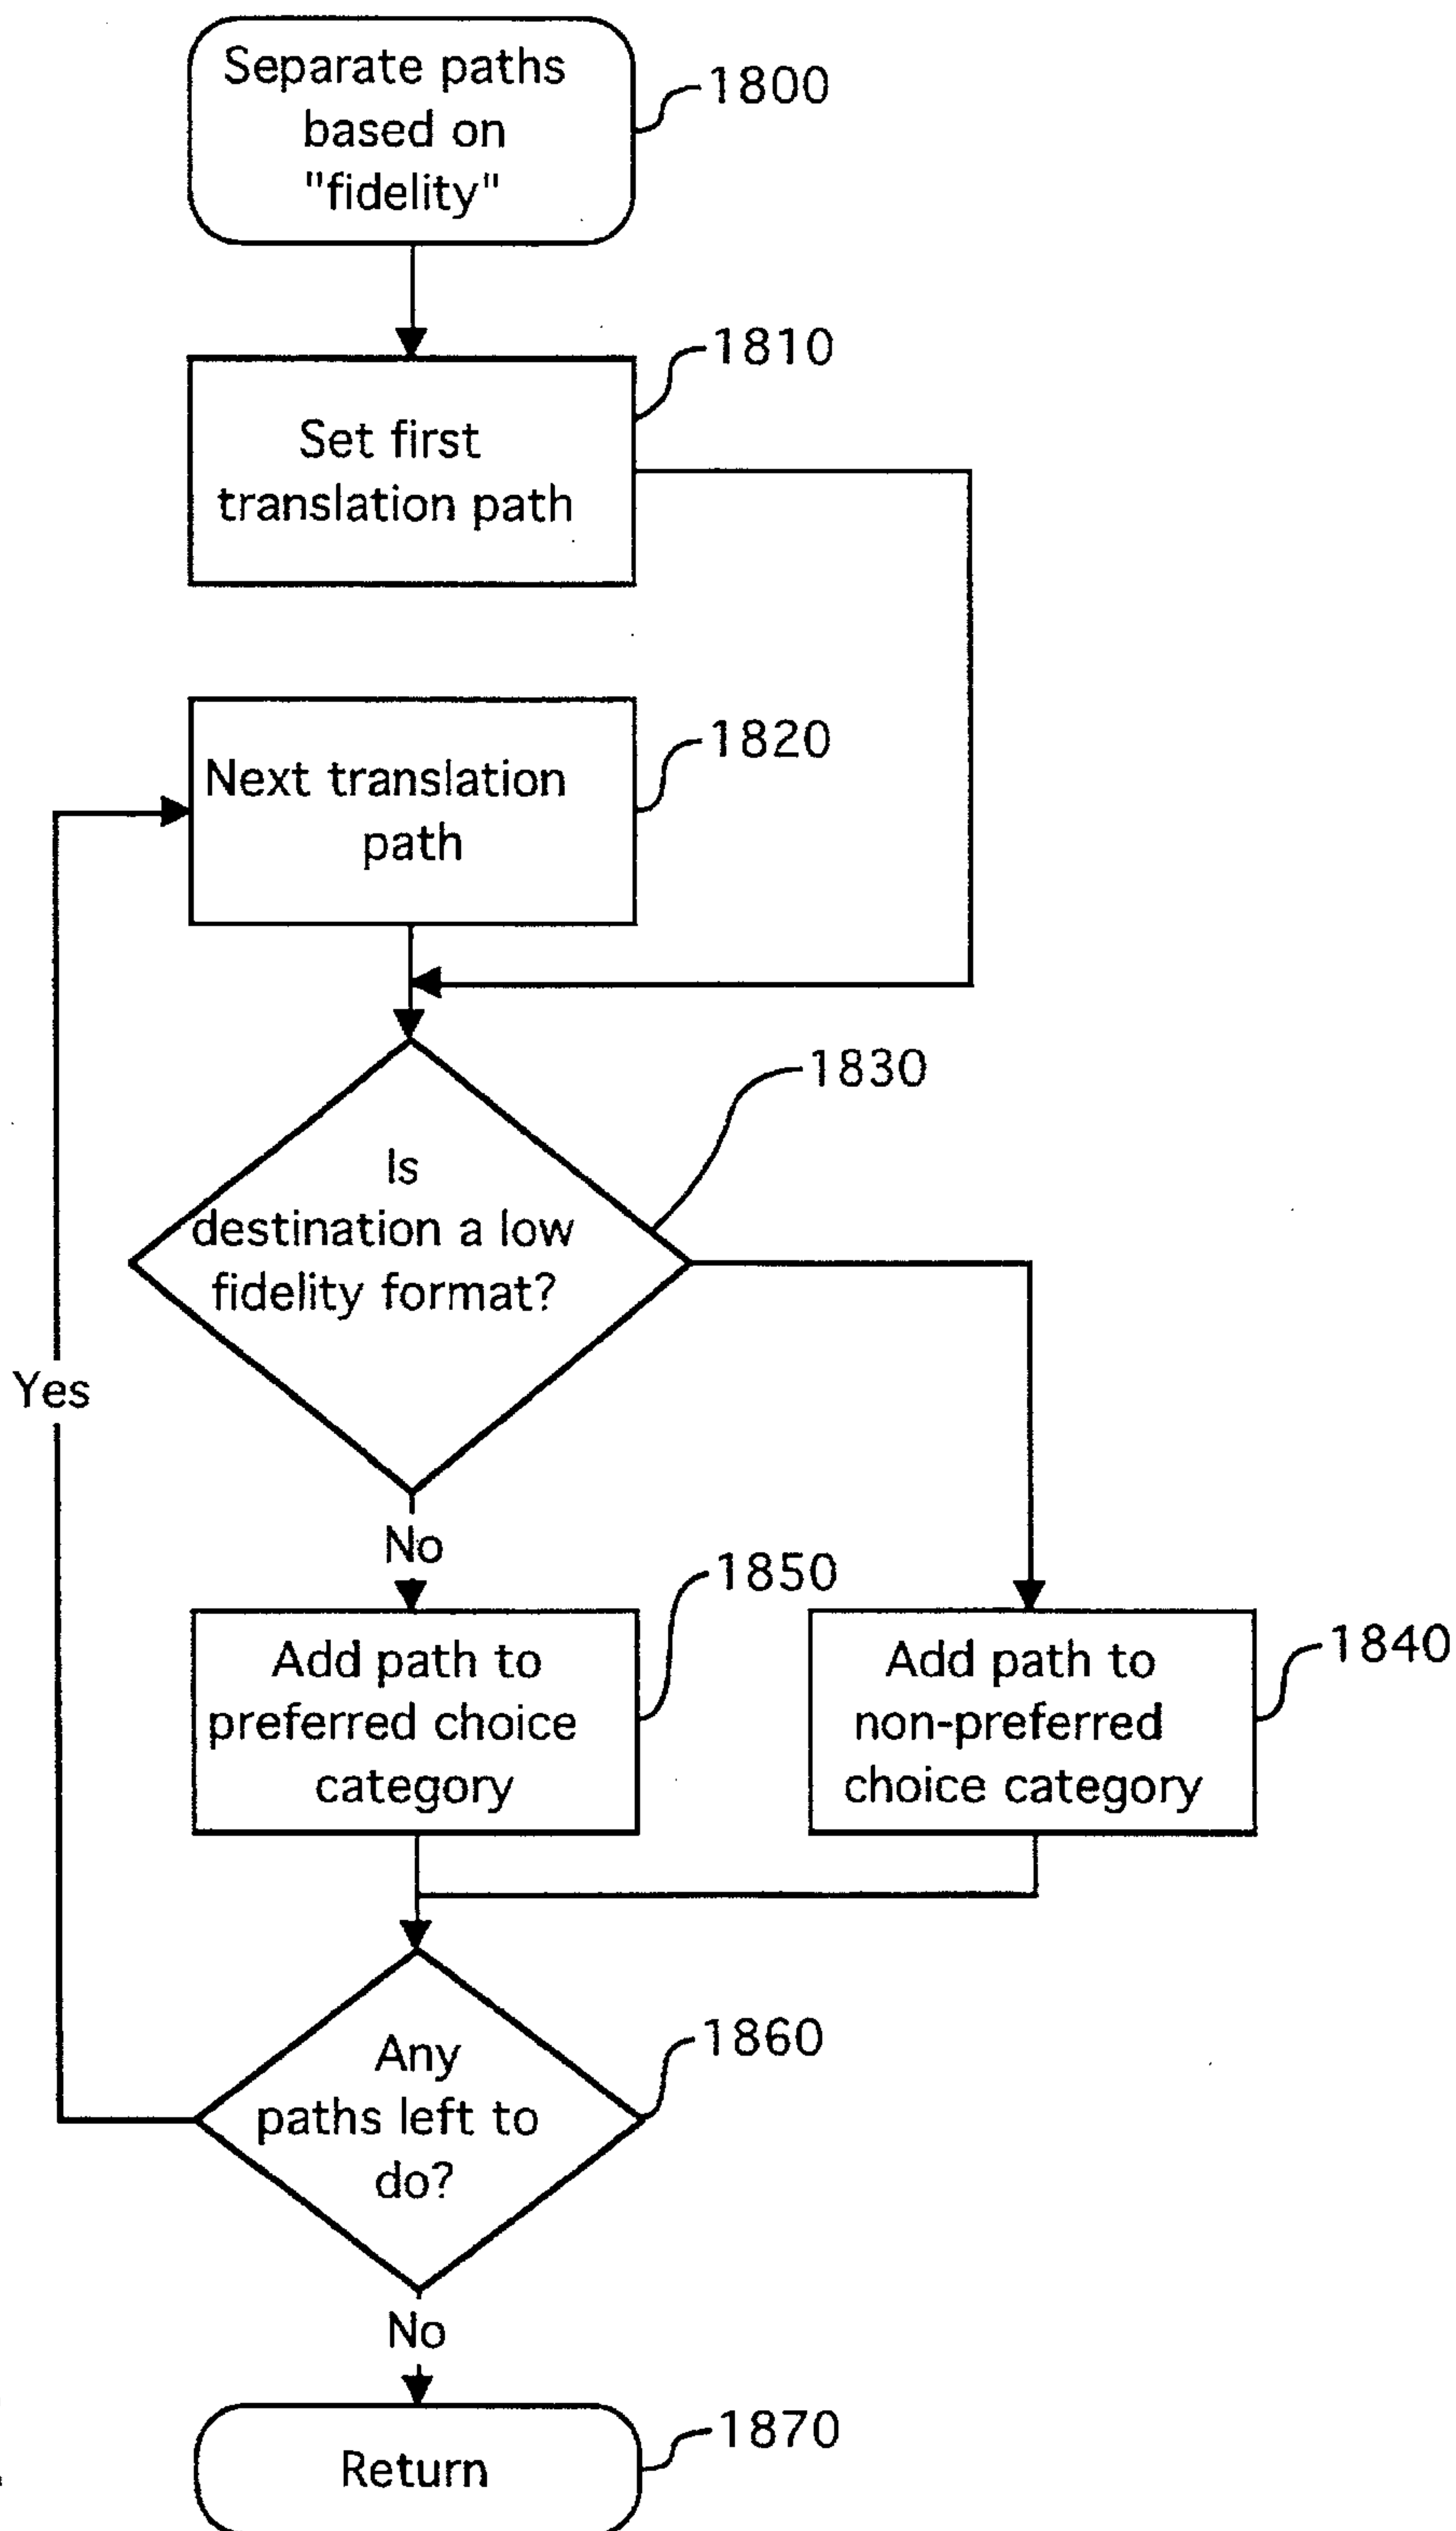 Separate paths
based on
"fidelity"
1800
1810
Set first
translation path
1820
Next translation
path
1830
Is
destination a low
fidelity format?
Yes
No
1850
Add path to
preferred choice
category
1840
Add path to
non-preferred
choice category
1860
Any
paths left to
do?
No
1870
Return